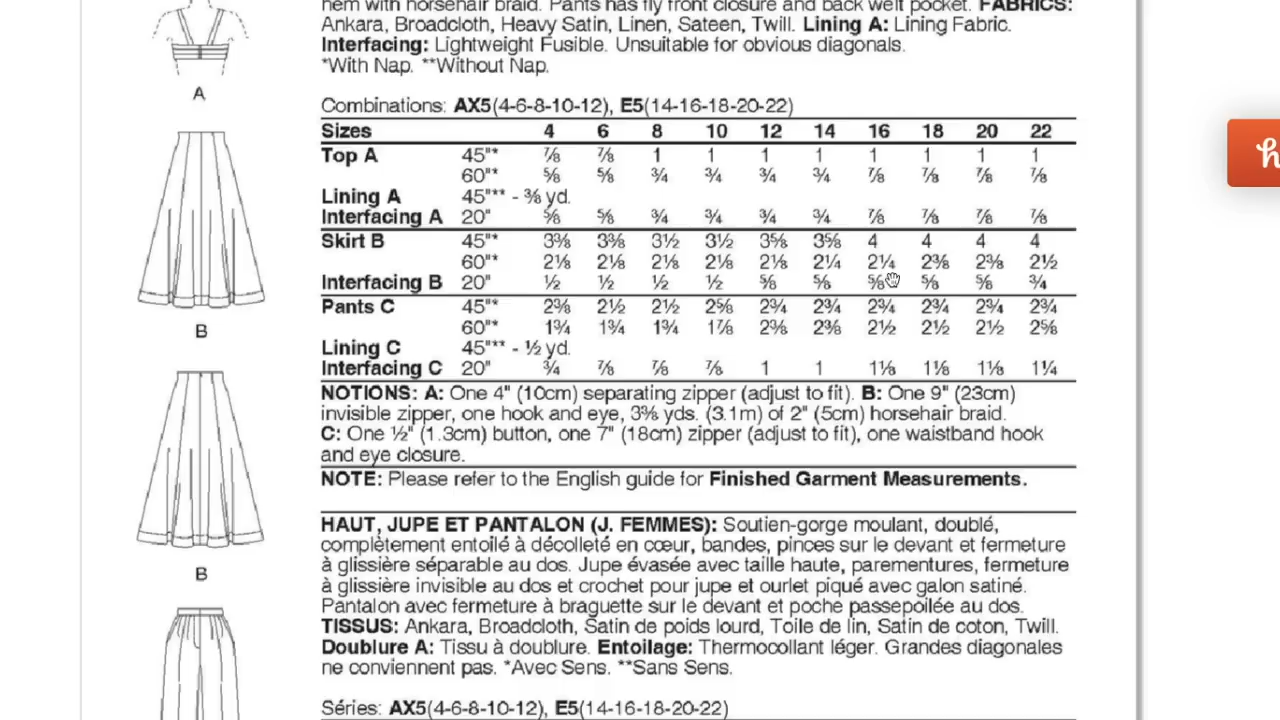 hem with horsehair braid. Pants has fly front closure and back welt pocket. FABRICS:
Ankara, Broadcloth, Heavy Satin, Linen, Sateen, Twill. Lining A: Lining Fabric.
Interfacing: Lightweight Fusible. Unsuitable for obvious diagonals.
*With Nap. **Without Nap.
A
Combinations: AX5(4-6-8-10-12), E5(14-16-18-20-22)
Sizes 4 6 8 10 12 14 16 18 20 22
Top A 45"* ⅞ ⅞ 1 1 1 1 1 1 1 1
60"* ⅝ ⅝ ¾ ¾ ¾ ¾ ⅞ ⅞ ⅞ ⅞
Lining A 45"** - ⅜ yd.
Interfacing A 20" ⅝ ⅝ ¾ ¾ ¾ ¾ ⅞ ⅞ ⅞ ⅞
Skirt B 45"* 3⅜ 3⅜ 3½ 3½ 3⅝ 3⅝ 4 4 4 4
60"* 2⅛ 2⅛ 2⅛ 2⅛ 2⅛ 2¼ 2¼ 2⅜ 2⅜ 2½
Interfacing B 20" ½ ½ ½ ½ ⅝ ⅝ ⅝ ⅝ ⅝ ¾
B
Pants C 45"* 2⅜ 2½ 2½ 2⅝ 2¾ 2¾ 2¾ 2¾ 2¾ 2¾
60"* 1¾ 1¾ 1¾ 1⅞ 2⅜ 2⅜ 2½ 2½ 2½ 2⅝
Lining C 45"** - ½ yd.
Interfacing C 20" ¾ ⅞ ⅞ ⅞ 1 1 1⅛ 1⅛ 1⅛ 1¼
NOTIONS: A: One 4" (10cm) separating zipper (adjust to fit). B: One 9" (23cm)
invisible zipper, one hook and eye, 3⅜ yds. (3.1m) of 2" (5cm) horsehair braid.
C: One ½" (1.3cm) button, one 7" (18cm) zipper (adjust to fit), one waistband hook
and eye closure.
NOTE: Please refer to the English guide for Finished Garment Measurements.
HAUT, JUPE ET PANTALON (J. FEMMES): Soutien-gorge moulant, doublé,
complètement entoilé à décolleté en cœur, bandes, pinces sur le devant et fermeture
à glissière séparable au dos. Jupe évasée avec taille haute, parementures, fermeture
à glissière invisible au dos et crochet pour jupe et ourlet piqué avec galon satiné.
Pantalon avec fermeture à braguette sur le devant et poche passepoilée au dos.
B
TISSUS: Ankara, Broadcloth, Satin de poids lourd, Toile de lin, Satin de coton, Twill.
Doublure A: Tissu à doublure. Entoilage: Thermocollant léger. Grandes diagonales
ne conviennent pas. *Avec Sens. **Sans Sens.
Séries: AX5(4-6-8-10-12), E5(14-16-18-20-22)
h